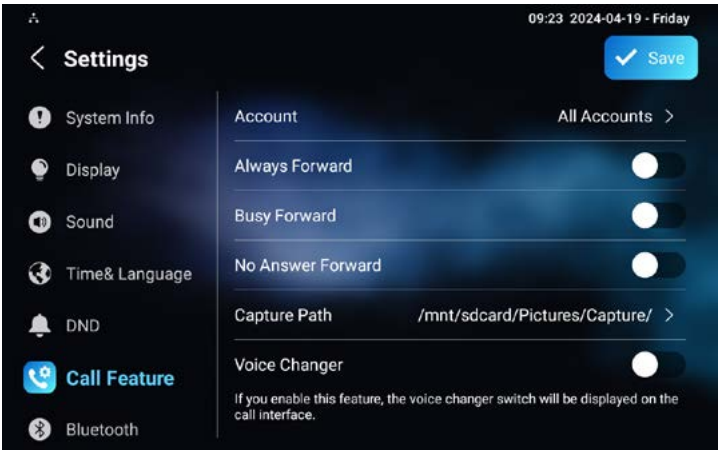 09:23 2024-04-19 - Friday
Settings
Save
System Info
Display
Sound
Time& Language
DND
Call Feature
Bluetooth
Account
All Accounts
Always Forward
Busy Forward
No Answer Forward
Capture Path
/mnt/sdcard/Pictures/Capture/
Voice Changer
If you enable this feature, the voice changer switch will be displayed on the
call interface.